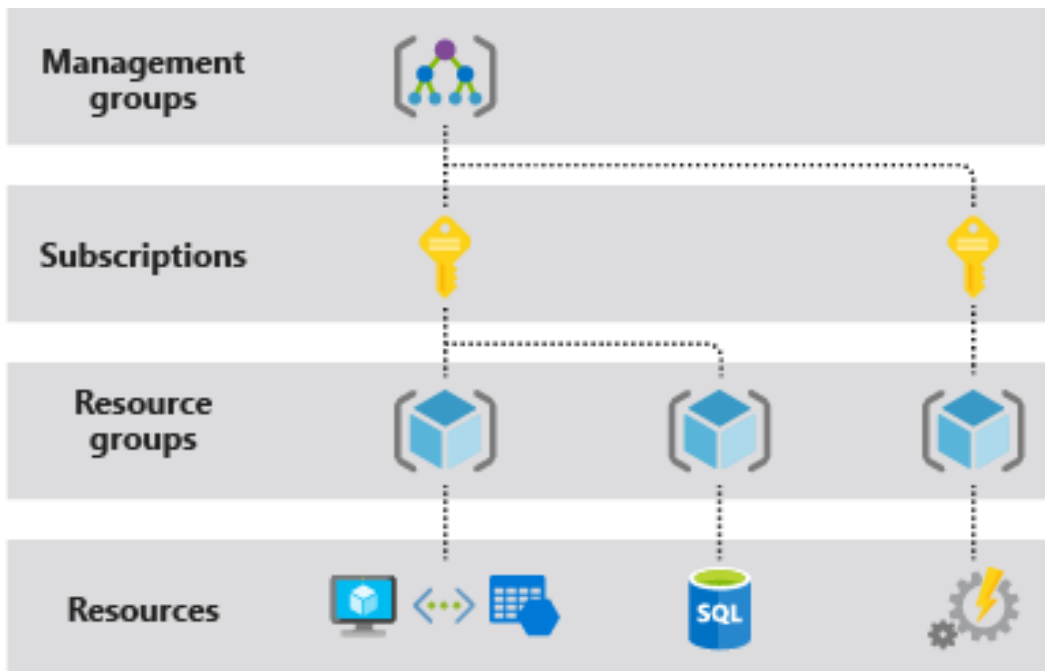 Management
groups
Subscriptions
Resource
groups
Resources
SQL